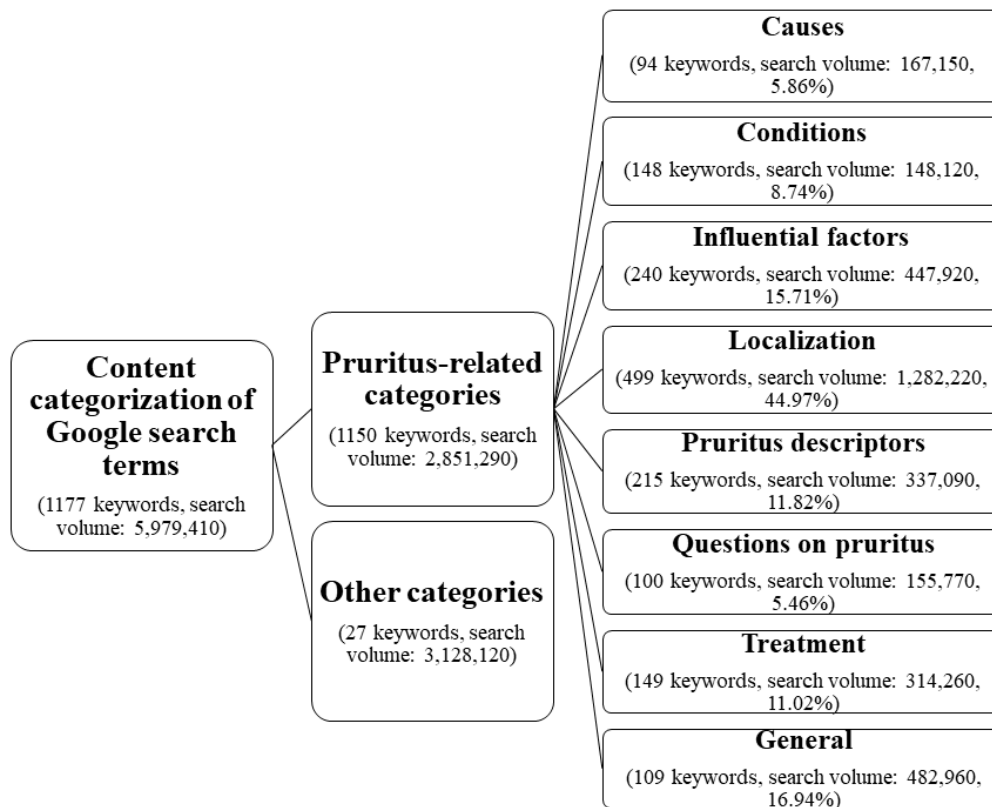 Content
categorization of
Google search
terms
(1177 keywords, search
volume: 5,979,410)
Pruritus-related
categories
(1150 keywords, search
volume: 2,851,290)
Other categories
(27 keywords, search
volume: 3,128,120)
Causes
(94 keywords, search volume: 167,150,
5.86%)
Conditions
(148 keywords, search volume: 148,120,
8.74%)
Influential factors
(240 keywords, search volume: 447,920,
15.71%)
Localization
(499 keywords, search volume: 1,282,220,
44.97%)
Pruritus descriptors
(215 keywords, search volume: 337,090,
11.82%)
Questions on pruritus
(100 keywords, search volume: 155,770,
5.46%)
Treatment
(149 keywords, search volume: 314,260,
11.02%)
General
(109 keywords, search volume: 482,960,
16.94%)